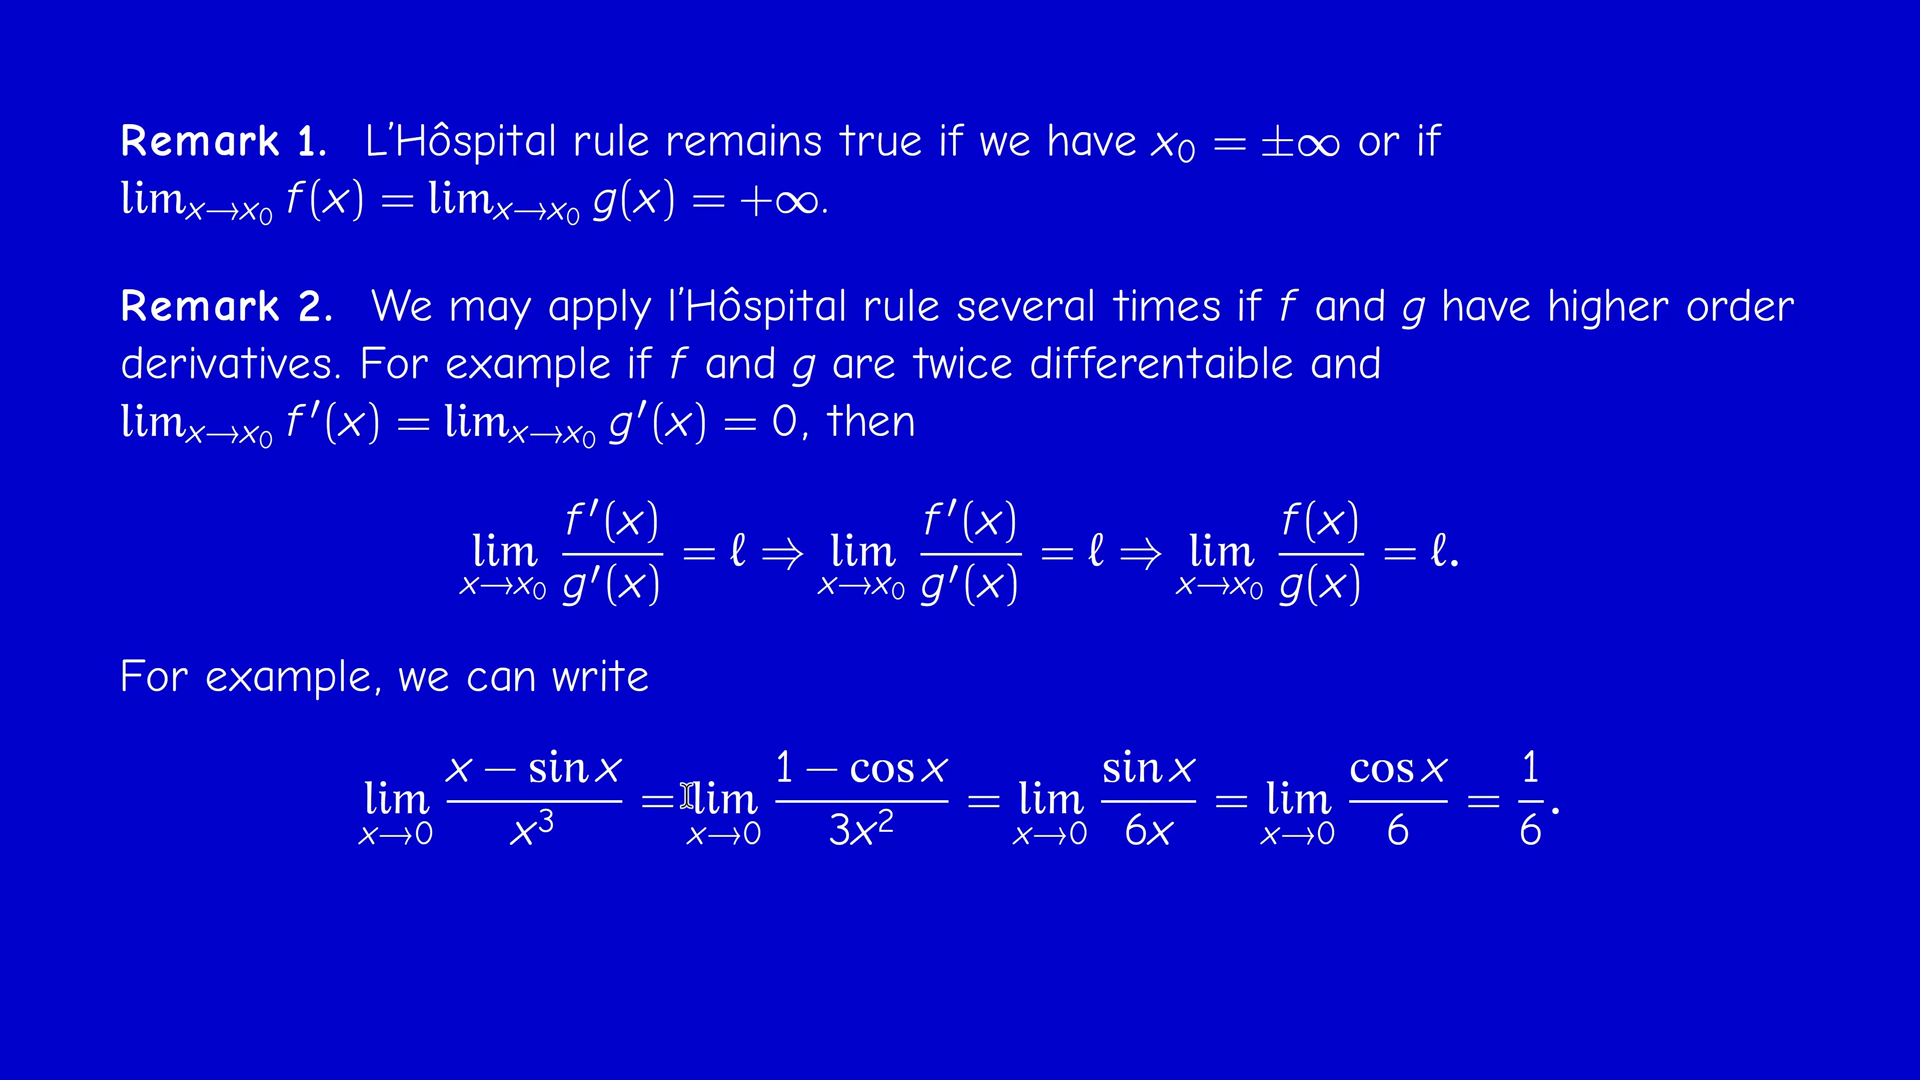 Remark 1. L'Hôspital rule remains true if we have x₀ = ±∞ or if
lim_{x→x₀} f(x) = lim_{x→x₀} g(x) = +∞.
Remark 2. We may apply l'Hôspital rule several times if f and g have higher order
derivatives. For example if f and g are twice differentaible and
lim_{x→x₀} f′(x) = lim_{x→x₀} g′(x) = 0, then
lim_{x→x₀} f′(x)/g′(x) = ℓ ⇒ lim_{x→x₀} f′(x)/g′(x) = ℓ ⇒ lim_{x→x₀} f(x)/g(x) = ℓ.
For example, we can write
lim_{x→0} (x − sin x)/x³ = lim_{x→0} (1 − cos x)/3x² = lim_{x→0} sin x/6x = lim_{x→0} cos x/6 = 1/6.